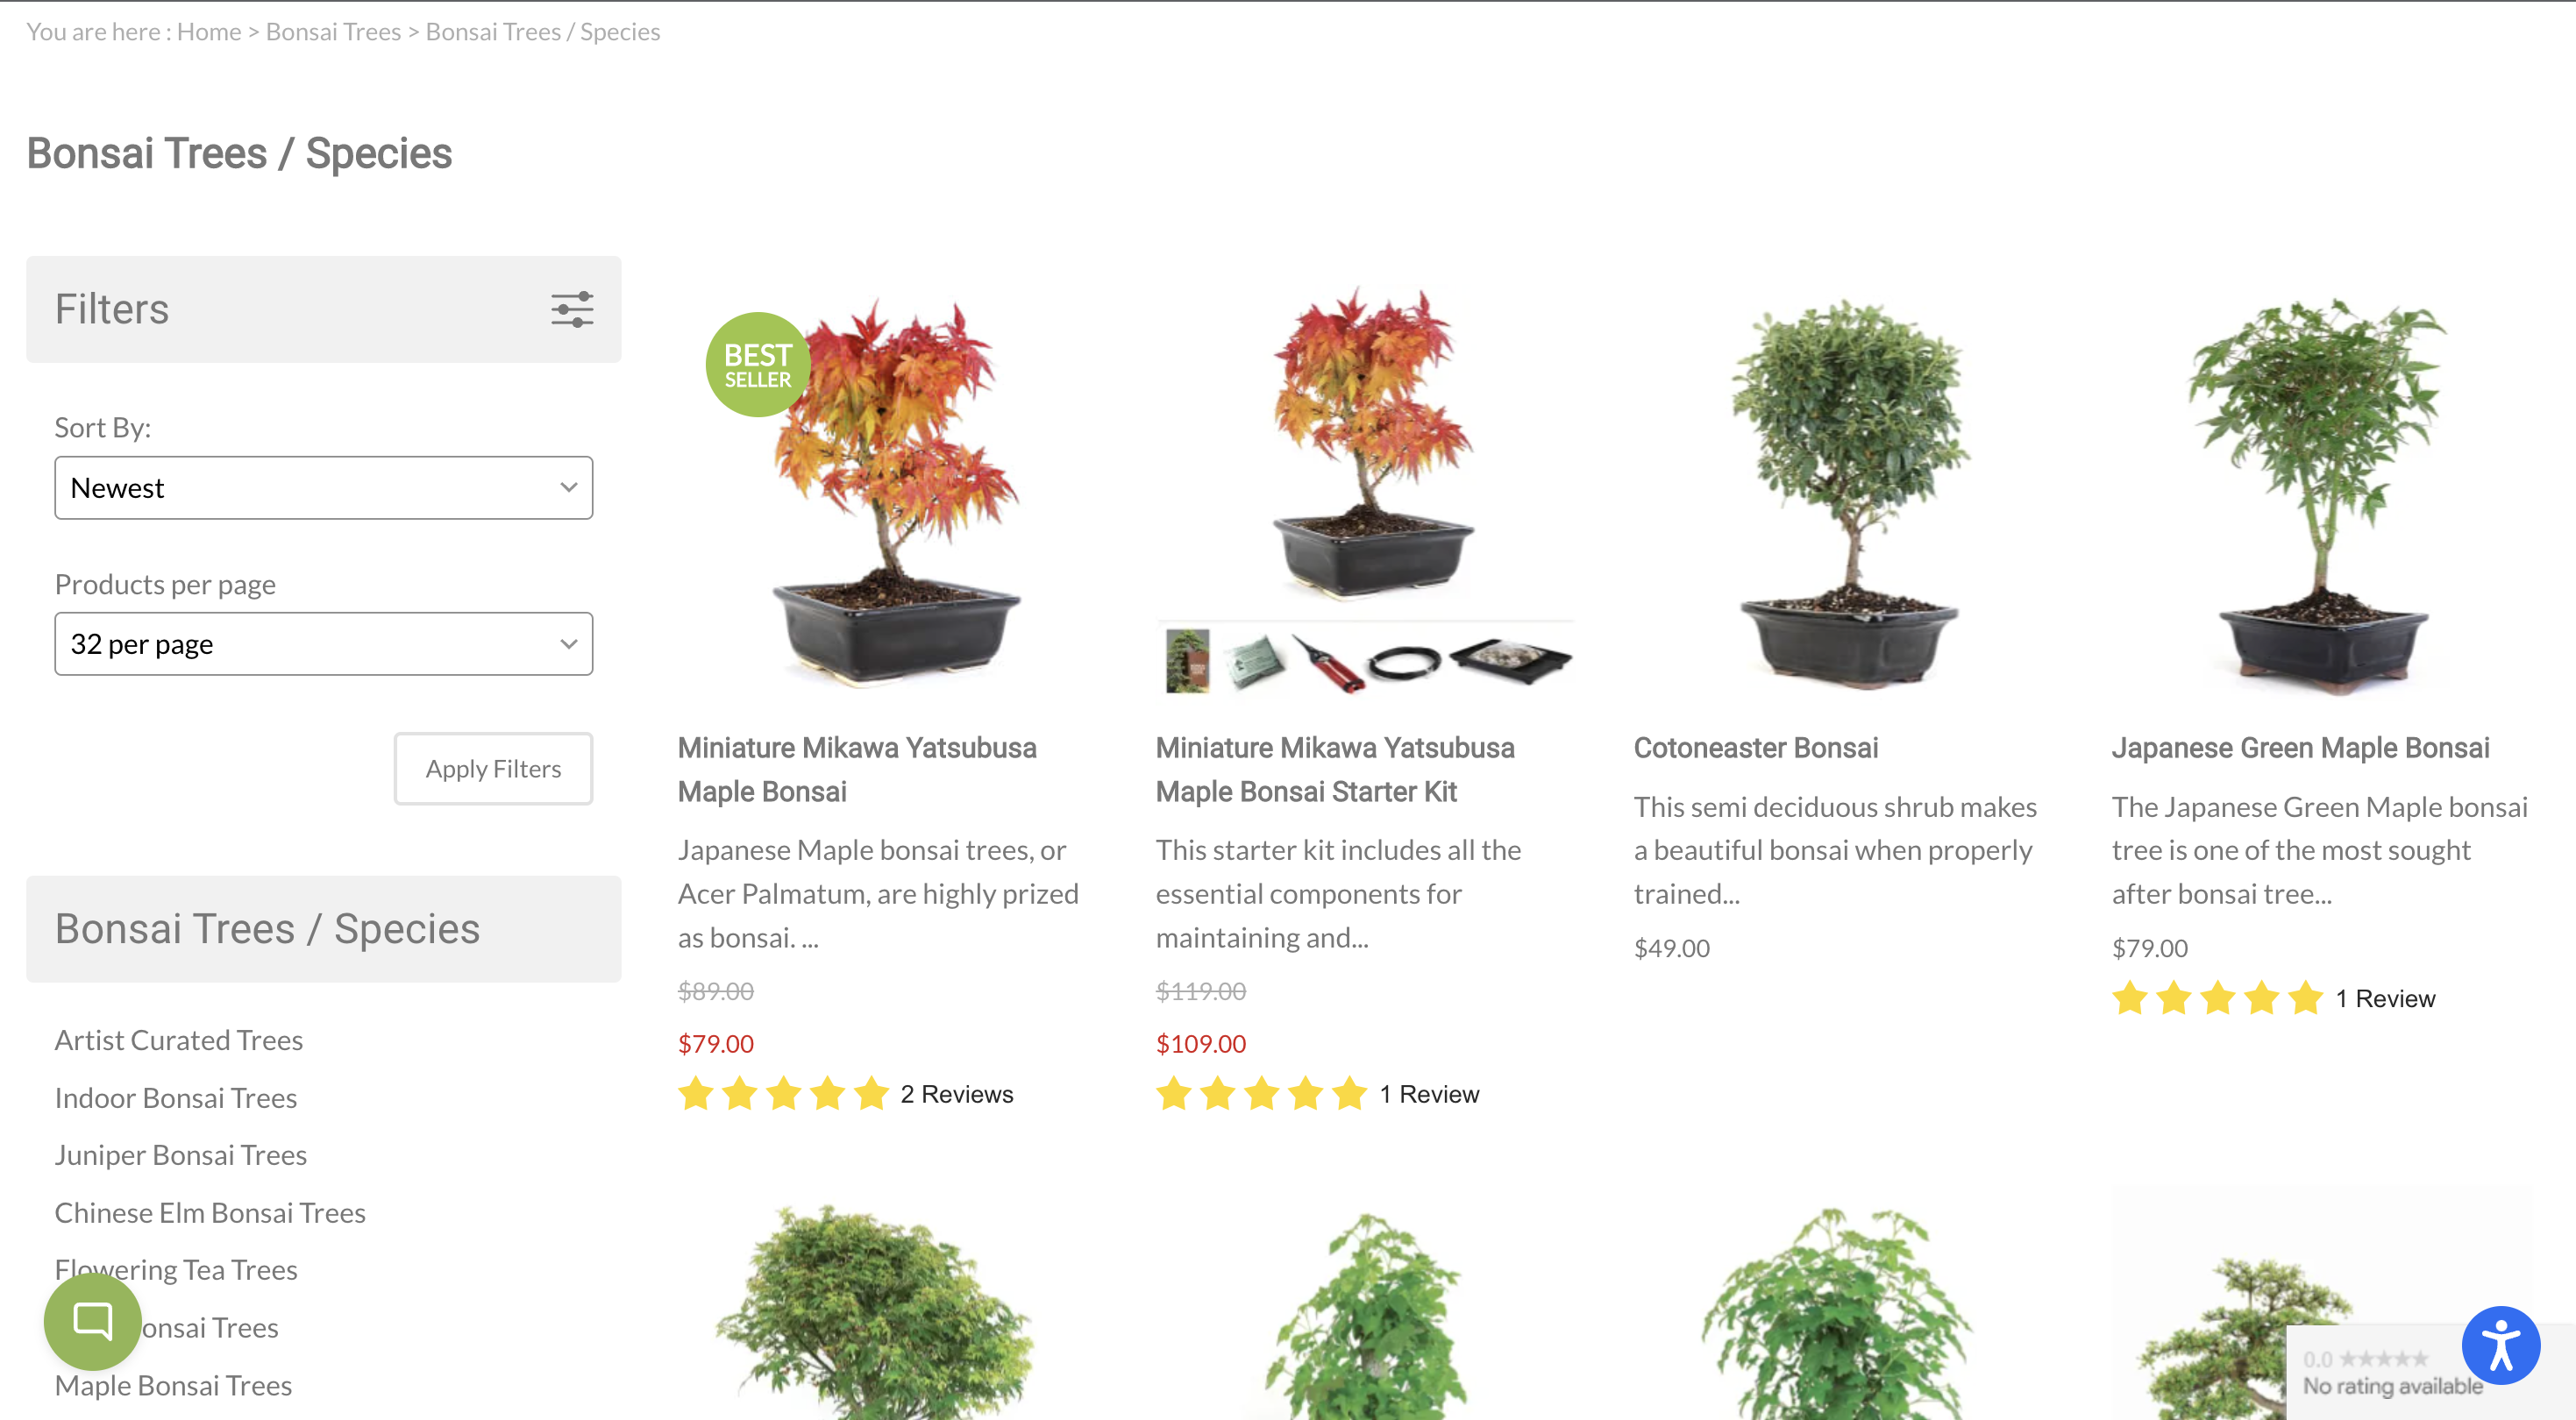 You are here : Home > Bonsai Trees > Bonsai Trees / Species
Bonsai Trees / Species
Filters
Sort By:
Newest
Products per page
32 per page
Apply Filters
Bonsai Trees / Species
Artist Curated Trees
Indoor Bonsai Trees
Juniper Bonsai Trees
Chinese Elm Bonsai Trees
Flowering Tea Trees
onsai Trees
Maple Bonsai Trees
BEST
SELLER
Miniature Mikawa Yatsubusa
Maple Bonsai
Japanese Maple bonsai trees, or
Acer Palmatum, are highly prized
as bonsai. ...
$89.00
$79.00
2 Reviews
Miniature Mikawa Yatsubusa
Maple Bonsai Starter Kit
This starter kit includes all the
essential components for
maintaining and...
$119.00
$109.00
1 Review
Cotoneaster Bonsai
This semi deciduous shrub makes
a beautiful bonsai when properly
trained...
$49.00
Japanese Green Maple Bonsai
The Japanese Green Maple bonsai
tree is one of the most sought
after bonsai tree...
$79.00
1 Review
0.0
No rating available